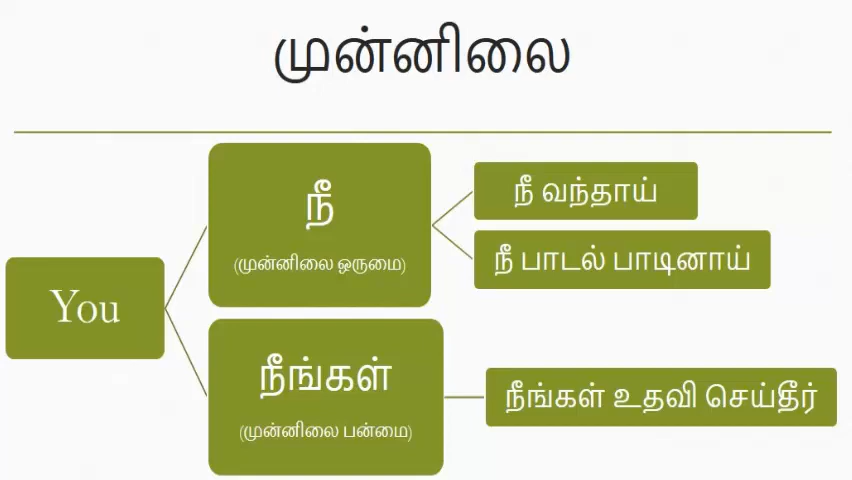 முன்னிலை
You
நீ
(முன்னிலை ஒருமை)
நீ வந்தாய்
நீ பாடல் பாடினாய்
நீங்கள்
(முன்னிலை பன்மை)
நீங்கள் உதவி செய்தீர்